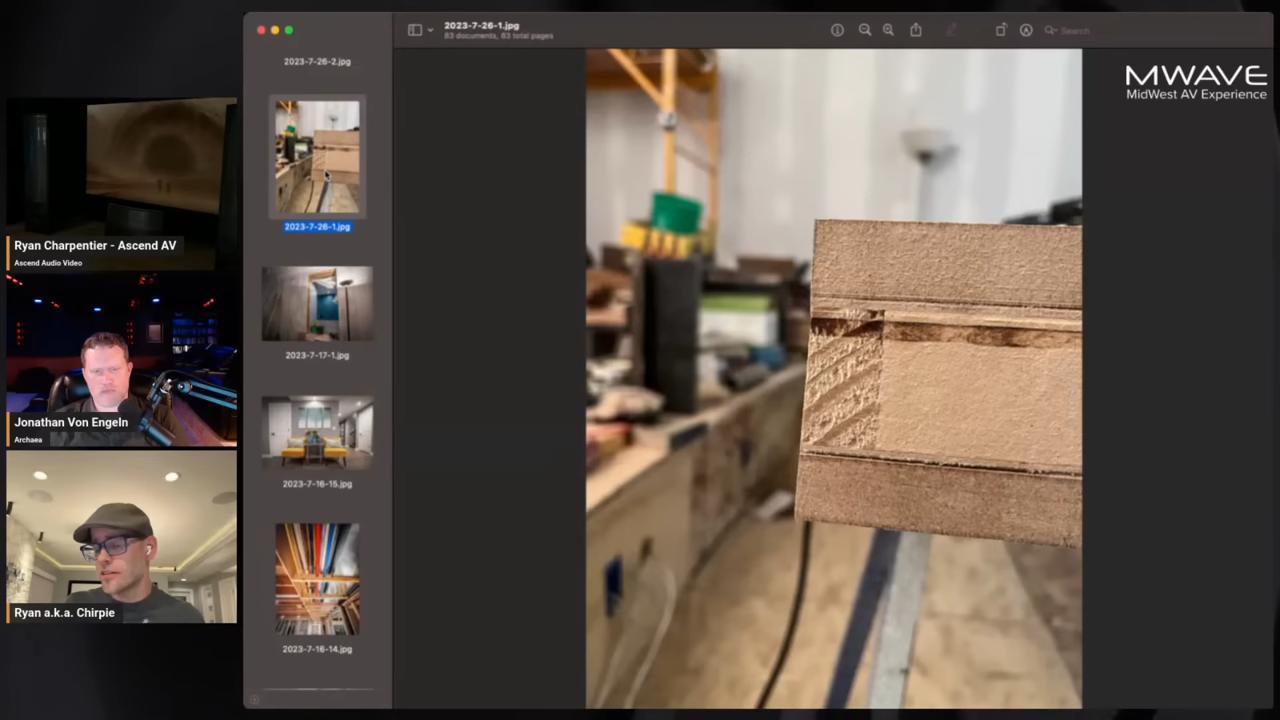 2023-7-26-1.jpg
83 documents, 83 total pages
Search
MWAVE
MidWest AV Experience
2023-7-26-2.jpg
2023-7-26-1.jpg
2023-7-17-1.jpg
2023-7-16-15.jpg
2023-7-16-14.jpg
Ryan Charpentier - Ascend AV
Ascend Audio Video
Jonathan Von Engeln
Archaea
Ryan a.k.a. Chirpie